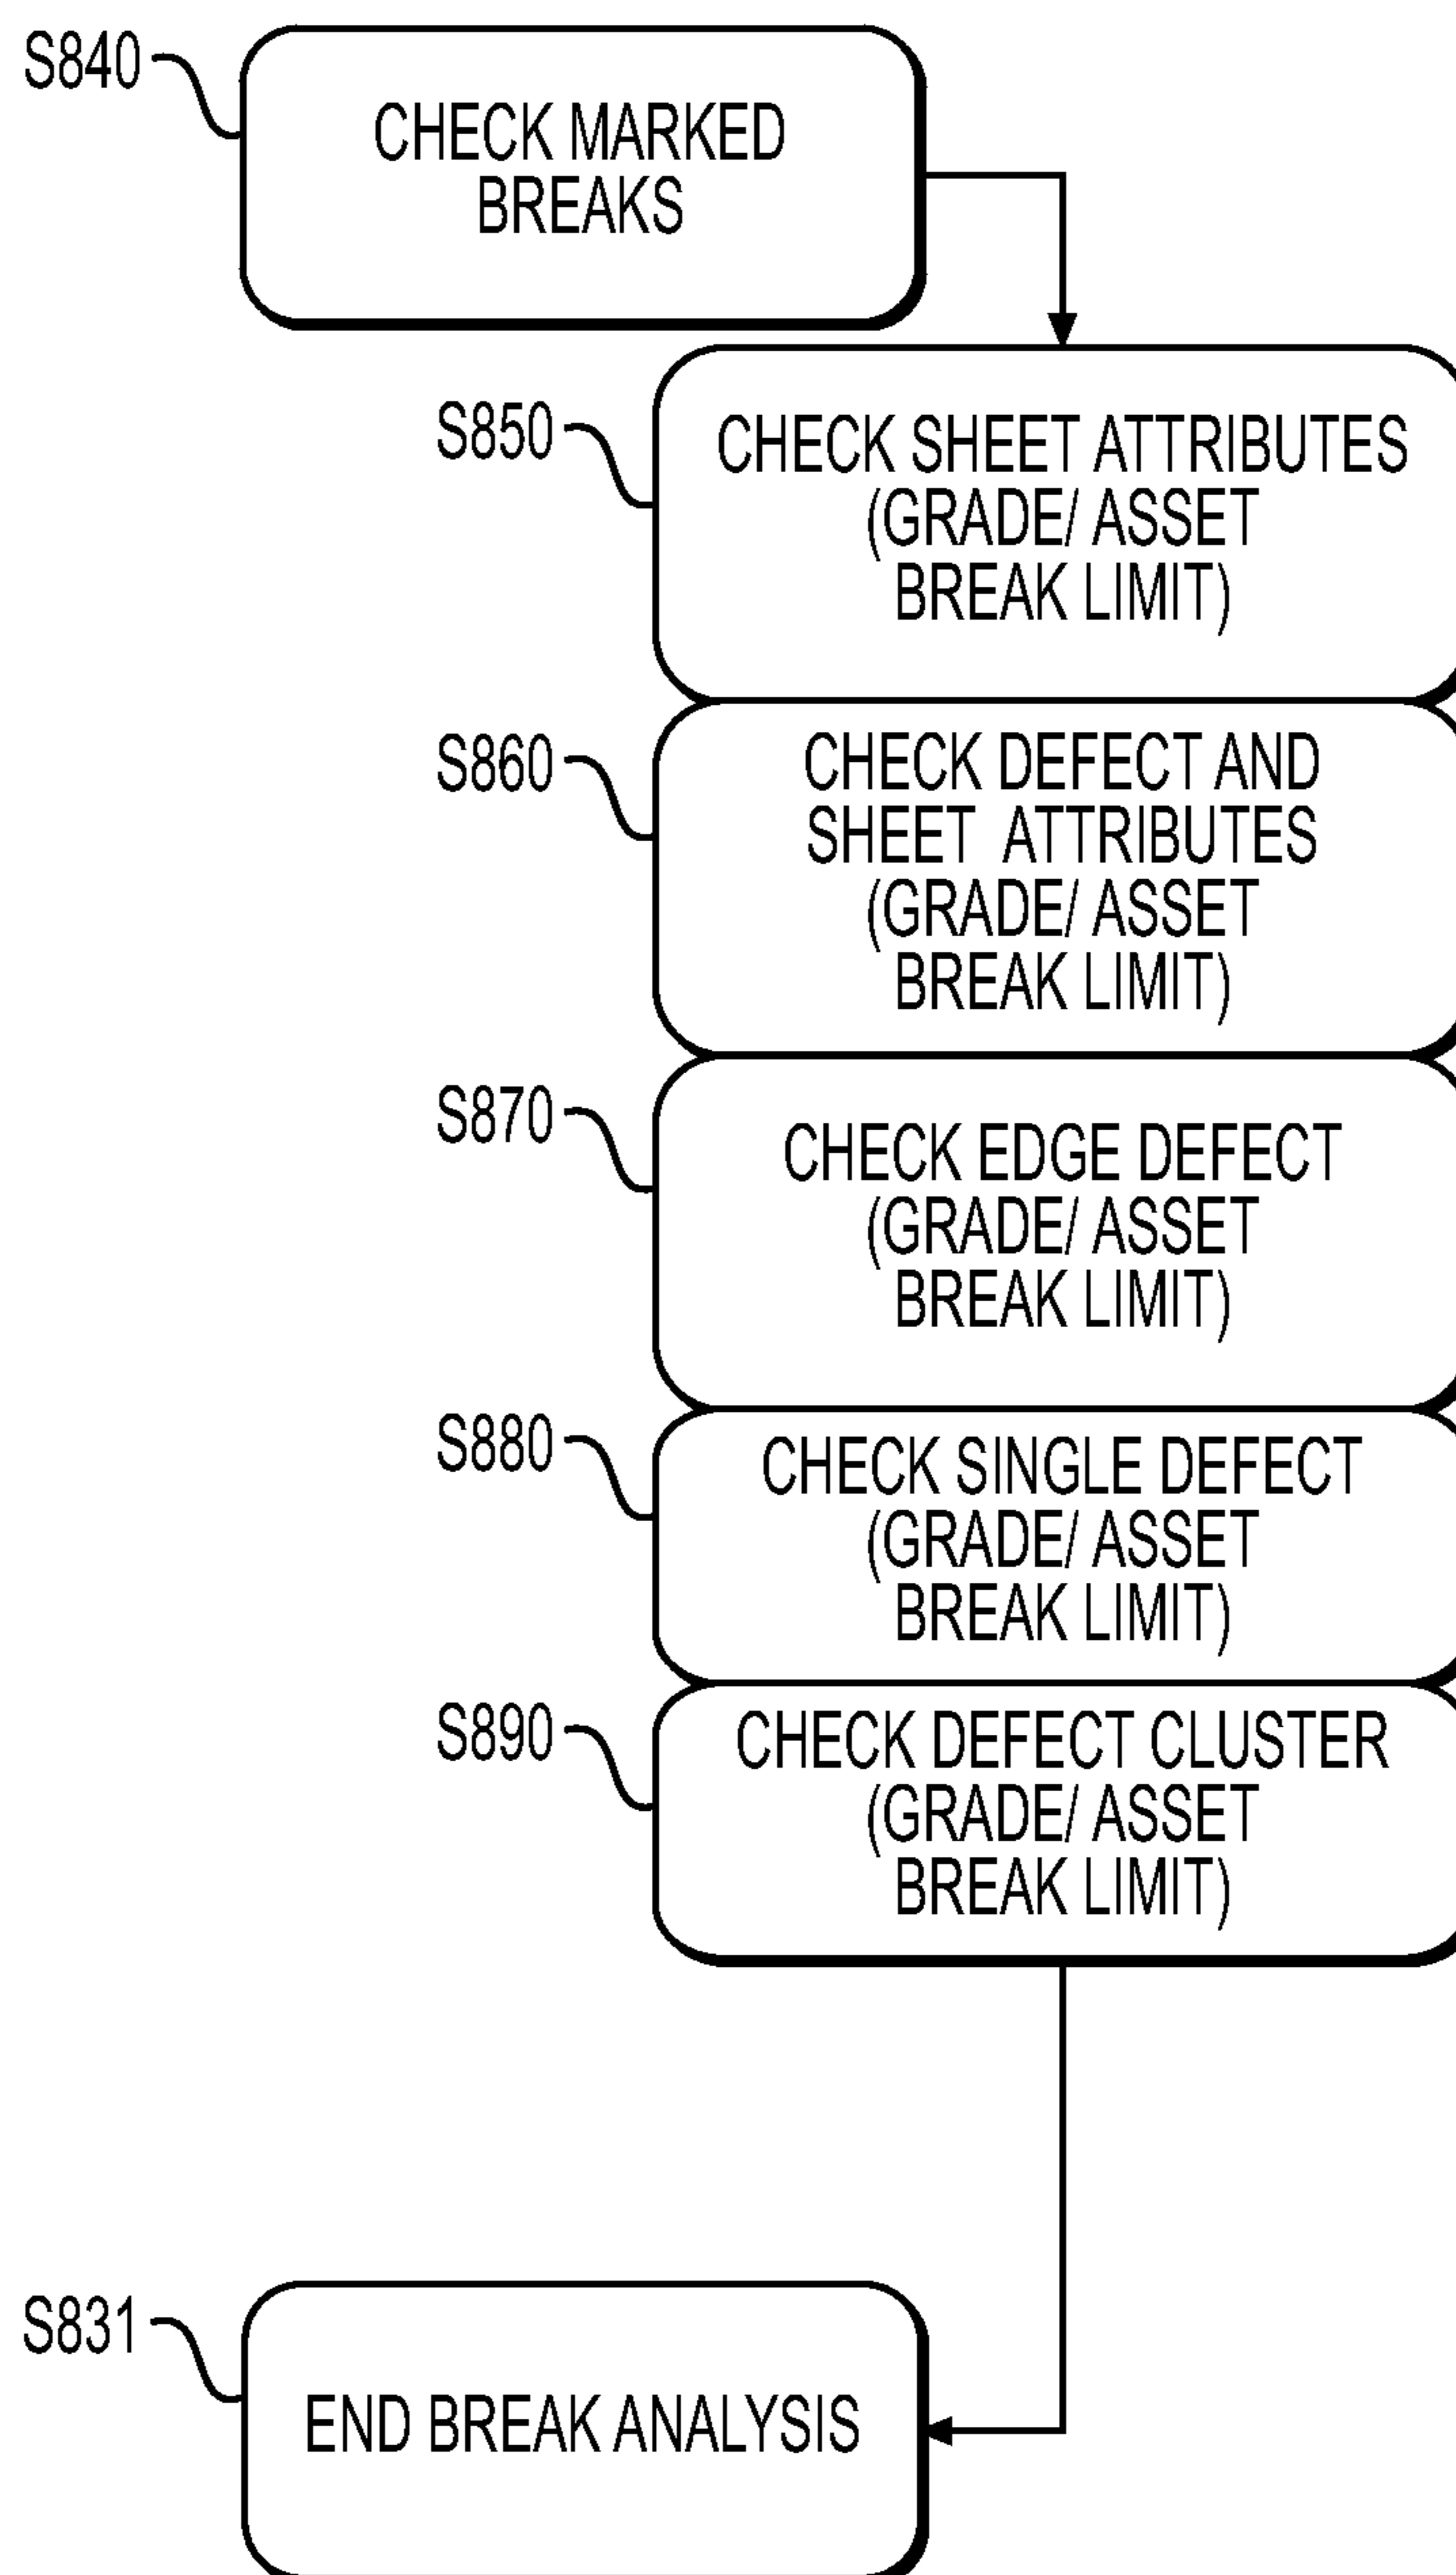 S840
CHECK MARKED
BREAKS
S850
CHECK SHEET ATTRIBUTES
(GRADE/ ASSET
BREAK LIMIT)
S860
CHECK DEFECT AND
SHEET ATTRIBUTES
(GRADE/ ASSET
BREAK LIMIT)
S870
CHECK EDGE DEFECT
(GRADE/ ASSET
BREAK LIMIT)
S880
CHECK SINGLE DEFECT
(GRADE/ ASSET
BREAK LIMIT)
S890
CHECK DEFECT CLUSTER
(GRADE/ ASSET
BREAK LIMIT)
S831
END BREAK ANALYSIS